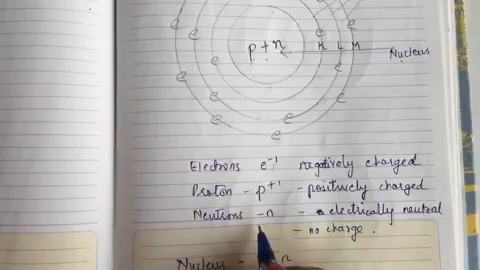 e e
e e
e p + n K L M
Nucleus
e e e
e e e
e
Electrons e⁻¹ negatively charged
Proton - p⁺¹ - positively charged
Neutrons - n - electrically neutral
- no charge.
Nucleus - n